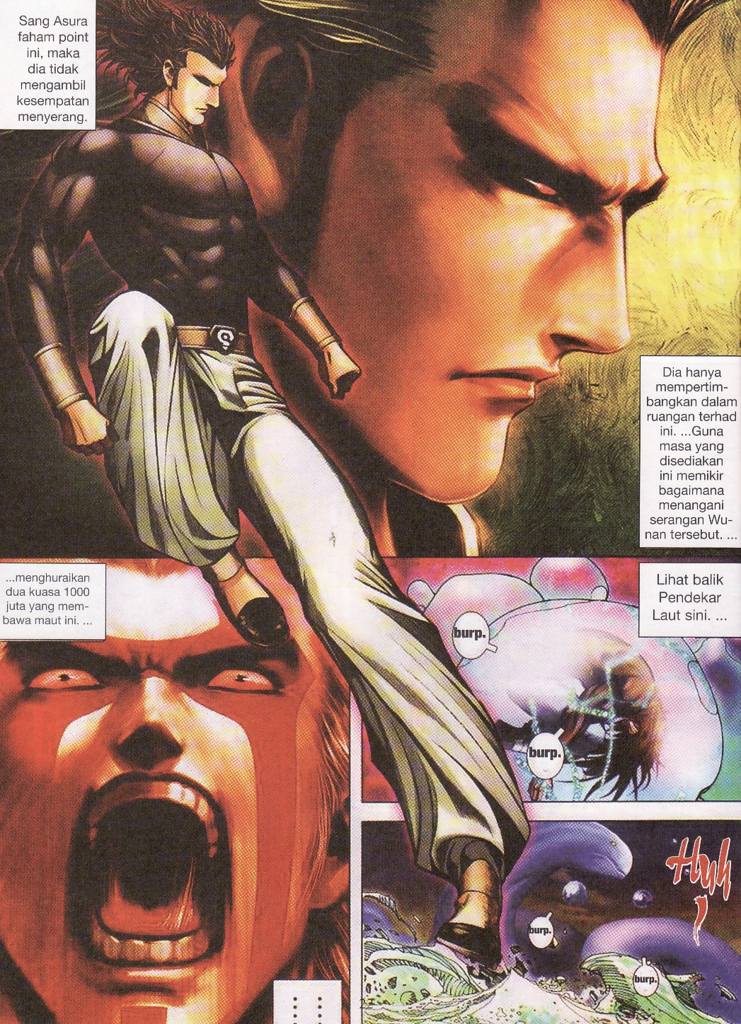 Sang Asura
faham point
ini, maka
dia tidak
mengambil
kesempatan
menyerang.
Dia hanya
mempertim-
bangkan dalam
ruangan terhad
ini. ...Guna
masa yang
disediakan
ini memikir
bagaimana
menangani
serangan Wu-
nan tersebut. ...
...menghuraikan
dua kuasa 1000
juta yang mem-
bawa maut ini. ...
Lihat balik
Pendekar
Laut sini. ...
burp.
burp.
Huh
burp.
burp.
⋮ ⋮